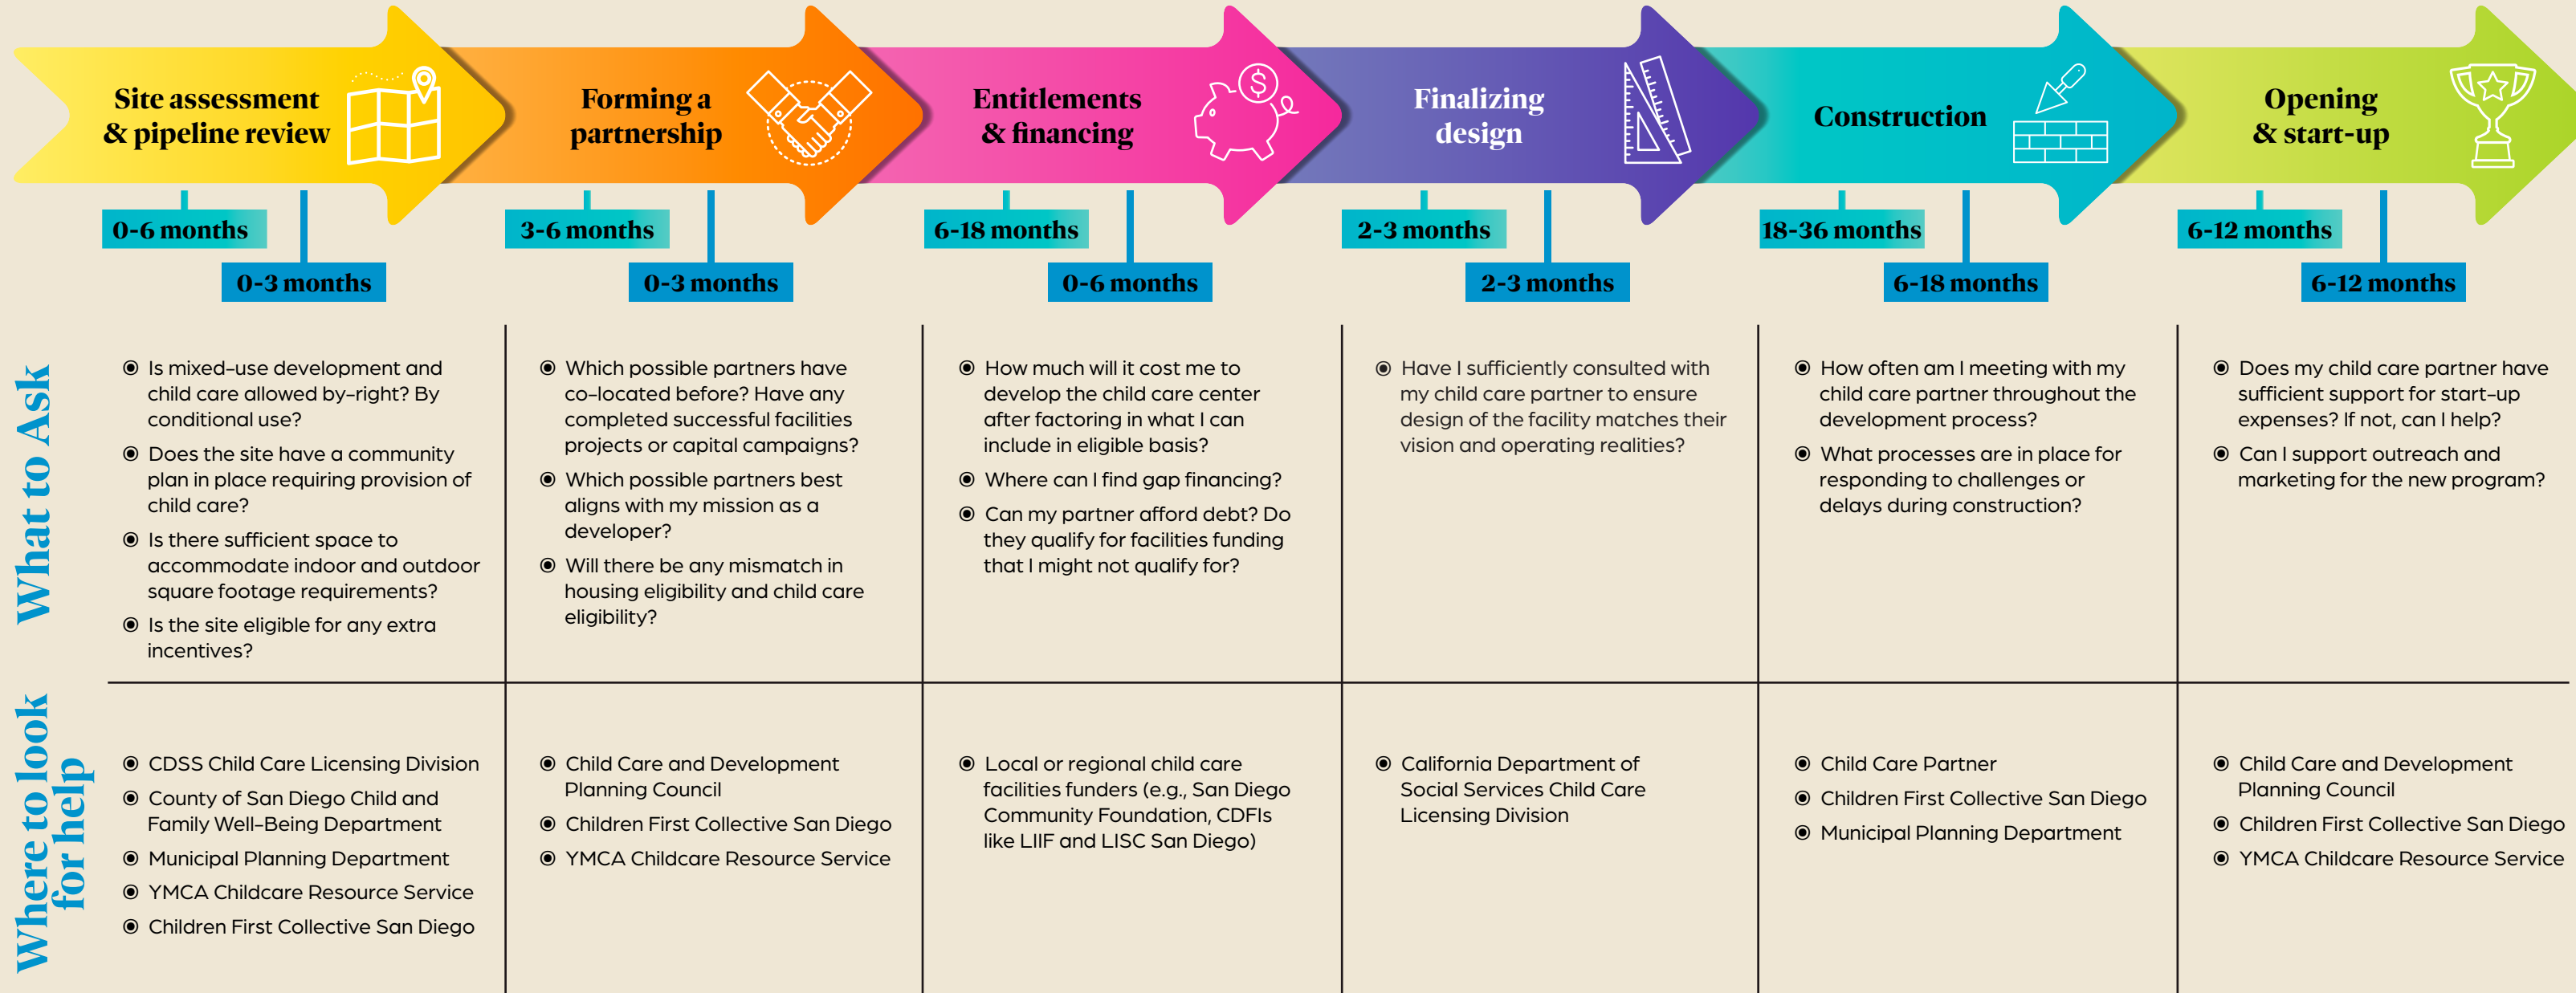 Site assessment
& pipeline review
Forming a
partnership
Entitlements
& financing
$
Finalizing
design
Construction
Opening
& start-up
0-6 months
3-6 months
6-18 months
2-3 months
18-36 months
6-12 months
0-3 months
0-3 months
0-6 months
2-3 months
6-18 months
6-12 months
What to Ask
Is mixed-use development and
child care allowed by-right? By
conditional use?
Does the site have a community
plan in place requiring provision of
child care?
Is there sufficient space to
accommodate indoor and outdoor
square footage requirements?
Is the site eligible for any extra
incentives?
Which possible partners have
co-located before? Have any
completed successful facilities
projects or capital campaigns?
Which possible partners best
aligns with my mission as a
developer?
Will there be any mismatch in
housing eligibility and child care
eligibility?
How much will it cost me to
develop the child care center
after factoring in what I can
include in eligible basis?
Where can I find gap financing?
Can my partner afford debt? Do
they qualify for facilities funding
that I might not qualify for?
Have I sufficiently consulted with
my child care partner to ensure
design of the facility matches their
vision and operating realities?
How often am I meeting with my
child care partner throughout the
development process?
What processes are in place for
responding to challenges or
delays during construction?
Does my child care partner have
sufficient support for start-up
expenses? If not, can I help?
Can I support outreach and
marketing for the new program?
Where to look
for help
CDSS Child Care Licensing Division
County of San Diego Child and
Family Well-Being Department
Municipal Planning Department
YMCA Childcare Resource Service
Children First Collective San Diego
Child Care and Development
Planning Council
Children First Collective San Diego
YMCA Childcare Resource Service
Local or regional child care
facilities funders (e.g., San Diego
Community Foundation, CDFIs
like LIIF and LISC San Diego)
California Department of
Social Services Child Care
Licensing Division
Child Care Partner
Children First Collective San Diego
Municipal Planning Department
Child Care and Development
Planning Council
Children First Collective San Diego
YMCA Childcare Resource Service